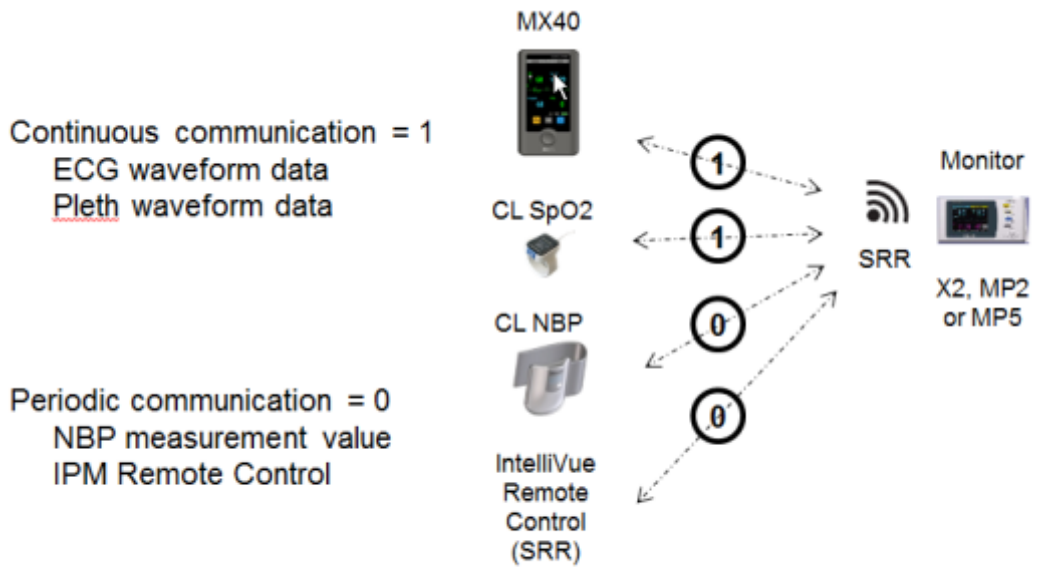 MX40
Continuous communication = 1
ECG waveform data
Pleth waveform data
1
Monitor
CL SpO2
1
SRR
X2, MP2
or MP5
CL NBP
0
Periodic communication = 0
NBP measurement value
IPM Remote Control
0
IntelliVue
Remote
Control
(SRR)